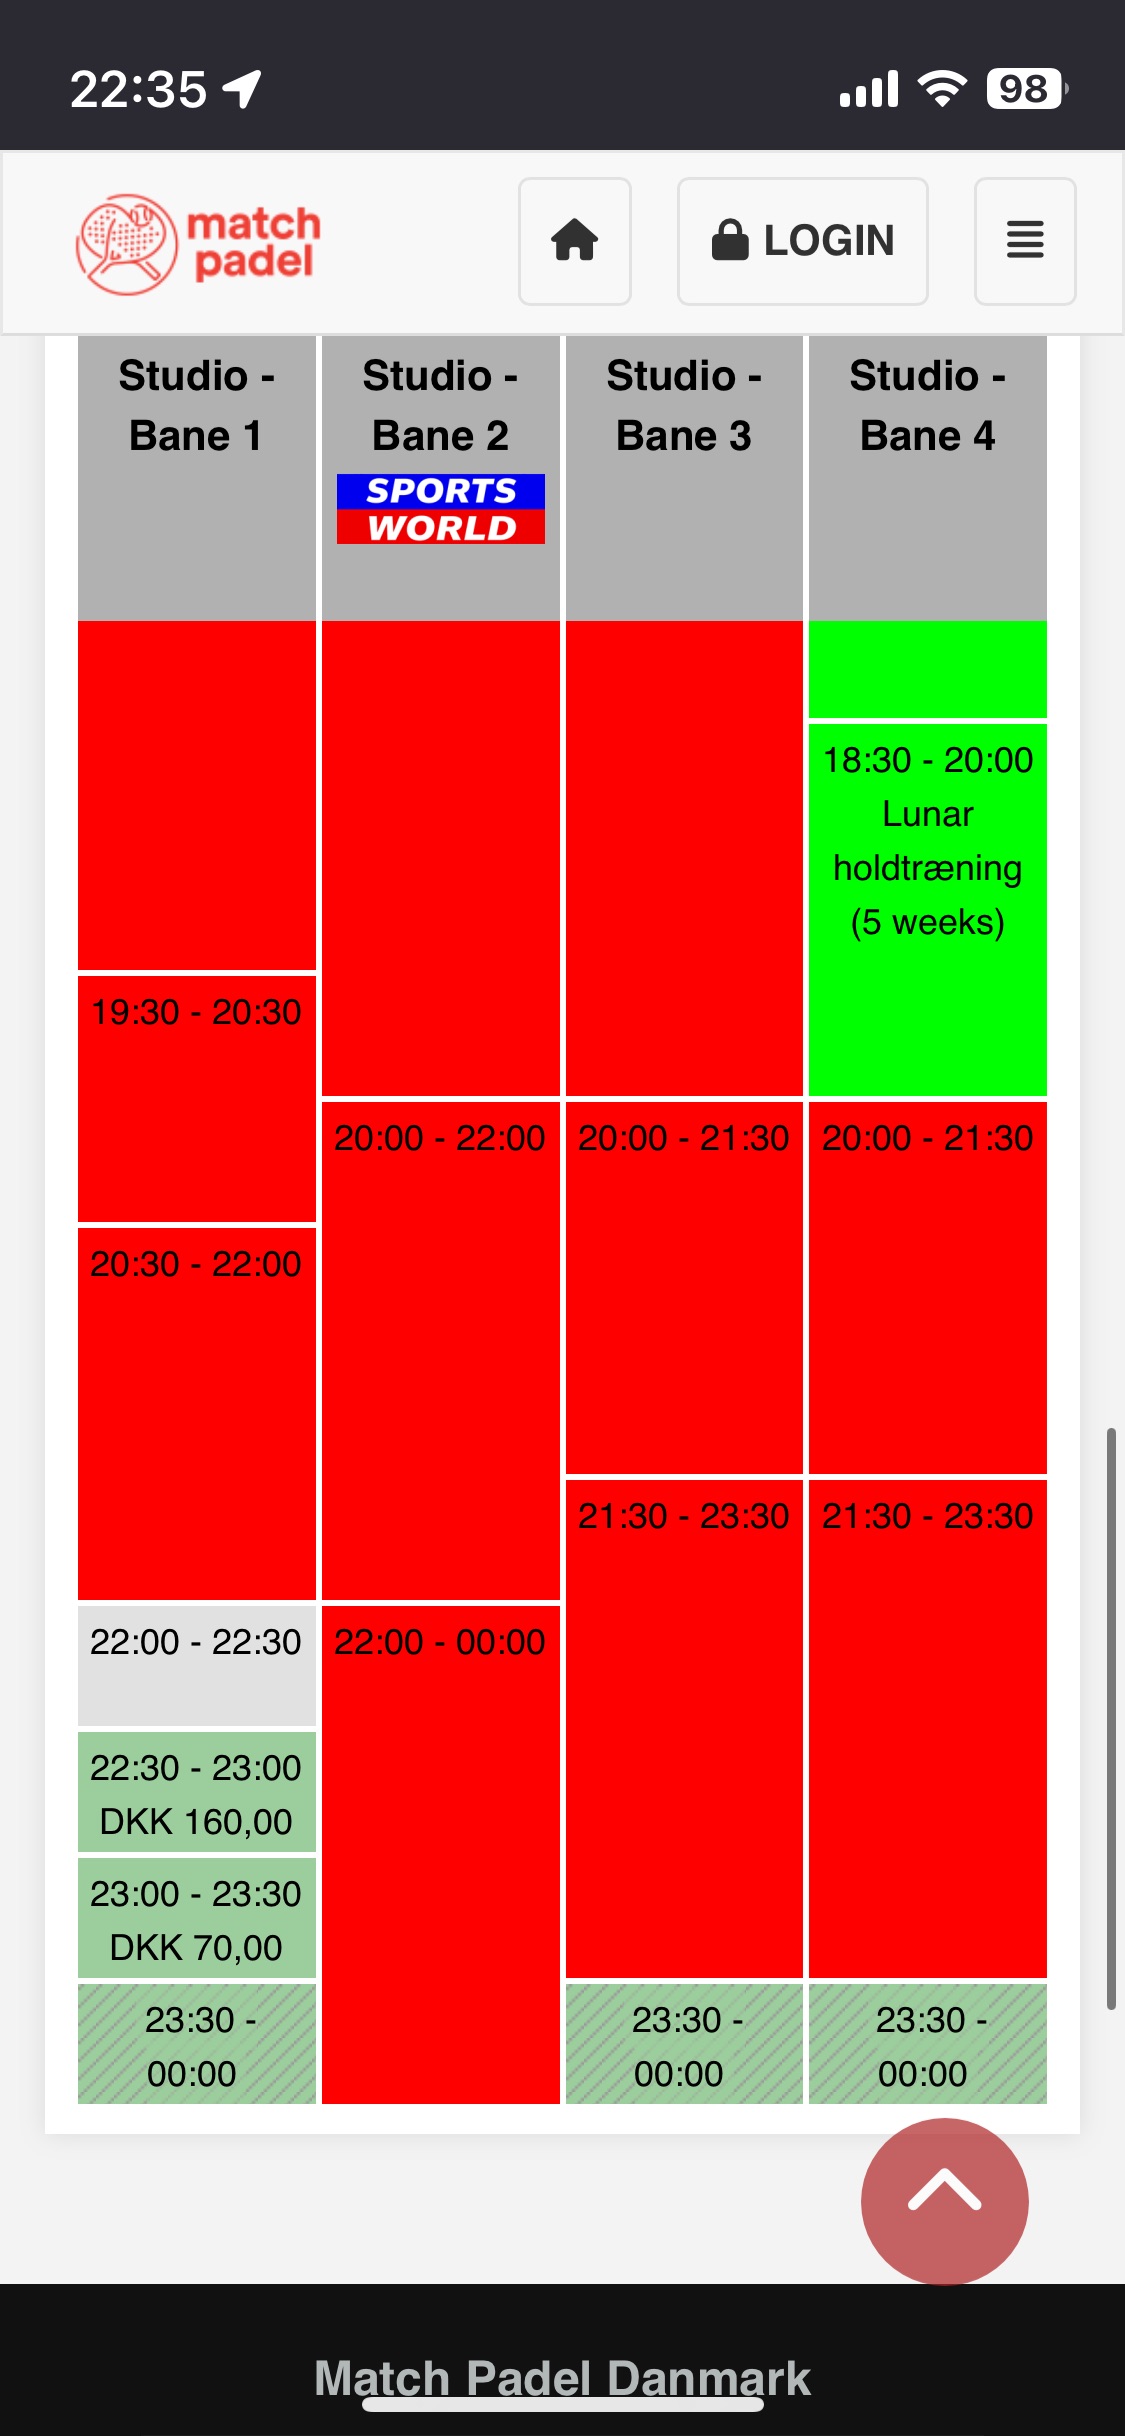 22:35
98
match
padel
LOGIN
Studio -
Bane 1
Studio -
Bane 2
SPORTS
WORLD
Studio -
Bane 3
Studio -
Bane 4
19:30 - 20:30
20:30 - 22:00
22:00 - 22:30
22:30 - 23:00
DKK 160,00
23:00 - 23:30
DKK 70,00
23:30 -
00:00
20:00 - 22:00
22:00 - 00:00
20:00 - 21:30
21:30 - 23:30
23:30 -
00:00
18:30 - 20:00
Lunar
holdtræning
(5 weeks)
20:00 - 21:30
21:30 - 23:30
23:30 -
00:00
Match Padel Danmark